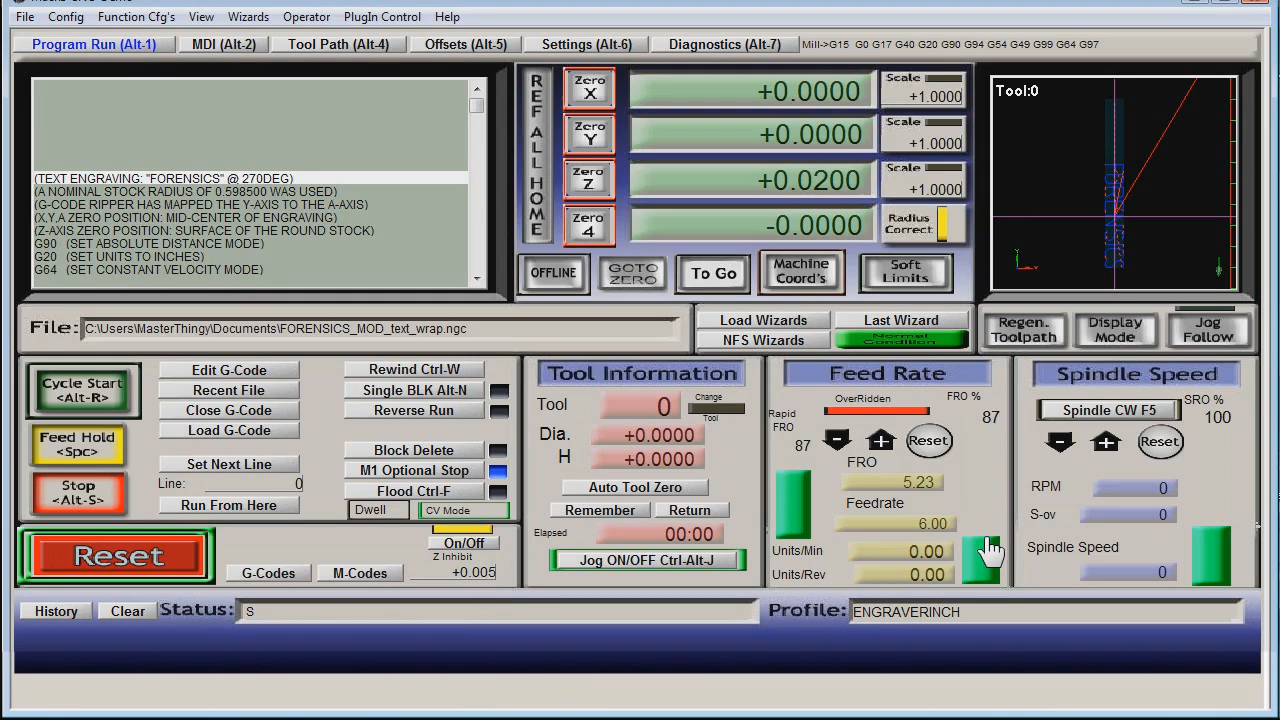 File Config Function Cfg's View Wizards Operator PlugIn Control Help
Program Run (Alt-1) MDI (Alt-2) Tool Path (Alt-4) Offsets (Alt-5) Settings (Alt-6) Diagnostics (Alt-7) Mill->G15 G0 G17 G40 G20 G90 G94 G54 G49 G99 G64 G97
(TEXT ENGRAVING: "FORENSICS" @ 270DEG)
(A NOMINAL STOCK RADIUS OF 0.598500 WAS USED)
(G-CODE RIPPER HAS MAPPED THE Y-AXIS TO THE A-AXIS)
(X,Y,A ZERO POSITION: MID-CENTER OF ENGRAVING)
(Z-AXIS ZERO POSITION: SURFACE OF THE ROUND STOCK)
G90 (SET ABSOLUTE DISTANCE MODE)
G20 (SET UNITS TO INCHES)
G64 (SET CONSTANT VELOCITY MODE)
REF ALL HOME
Zero X +0.0000 Scale +1.0000
Zero Y +0.0000 Scale +1.0000
Zero Z +0.0200 Scale +1.0000
Zero 4 -0.0000 Radius Correct
OFFLINE GOTO ZERO To Go Machine Coord's Soft Limits
Tool:0
File: C:\Users\MasterThingy\Documents\FORENSICS_MOD_text_wrap.ngc
Load Wizards Last Wizard
NFS Wizards Normal Condition
Regen. Toolpath Display Mode Jog Follow
Cycle Start <Alt-R>
Feed Hold <Spc>
Stop <Alt-S>
Edit G-Code
Recent File
Close G-Code
Load G-Code
Set Next Line
Line: 0
Run From Here
Rewind Ctrl-W
Single BLK Alt-N
Reverse Run
Block Delete
M1 Optional Stop
Flood Ctrl-F
Dwell CV Mode
Reset
On/Off
Z Inhibit
+0.005
G-Codes M-Codes
Tool Information
Tool 0 Change Tool
Dia. +0.0000
H +0.0000
Auto Tool Zero
Remember Return
Elapsed 00:00
Jog ON/OFF Ctrl-Alt-J
Feed Rate
OverRidden FRO %
Rapid FRO 87
87
Reset
FRO
5.23
Feedrate
6.00
Units/Min 0.00
Units/Rev 0.00
Spindle Speed
Spindle CW F5 SRO %
100
Reset
RPM 0
S-ov 0
Spindle Speed
0
History Clear Status: S Profile: ENGRAVERINCH